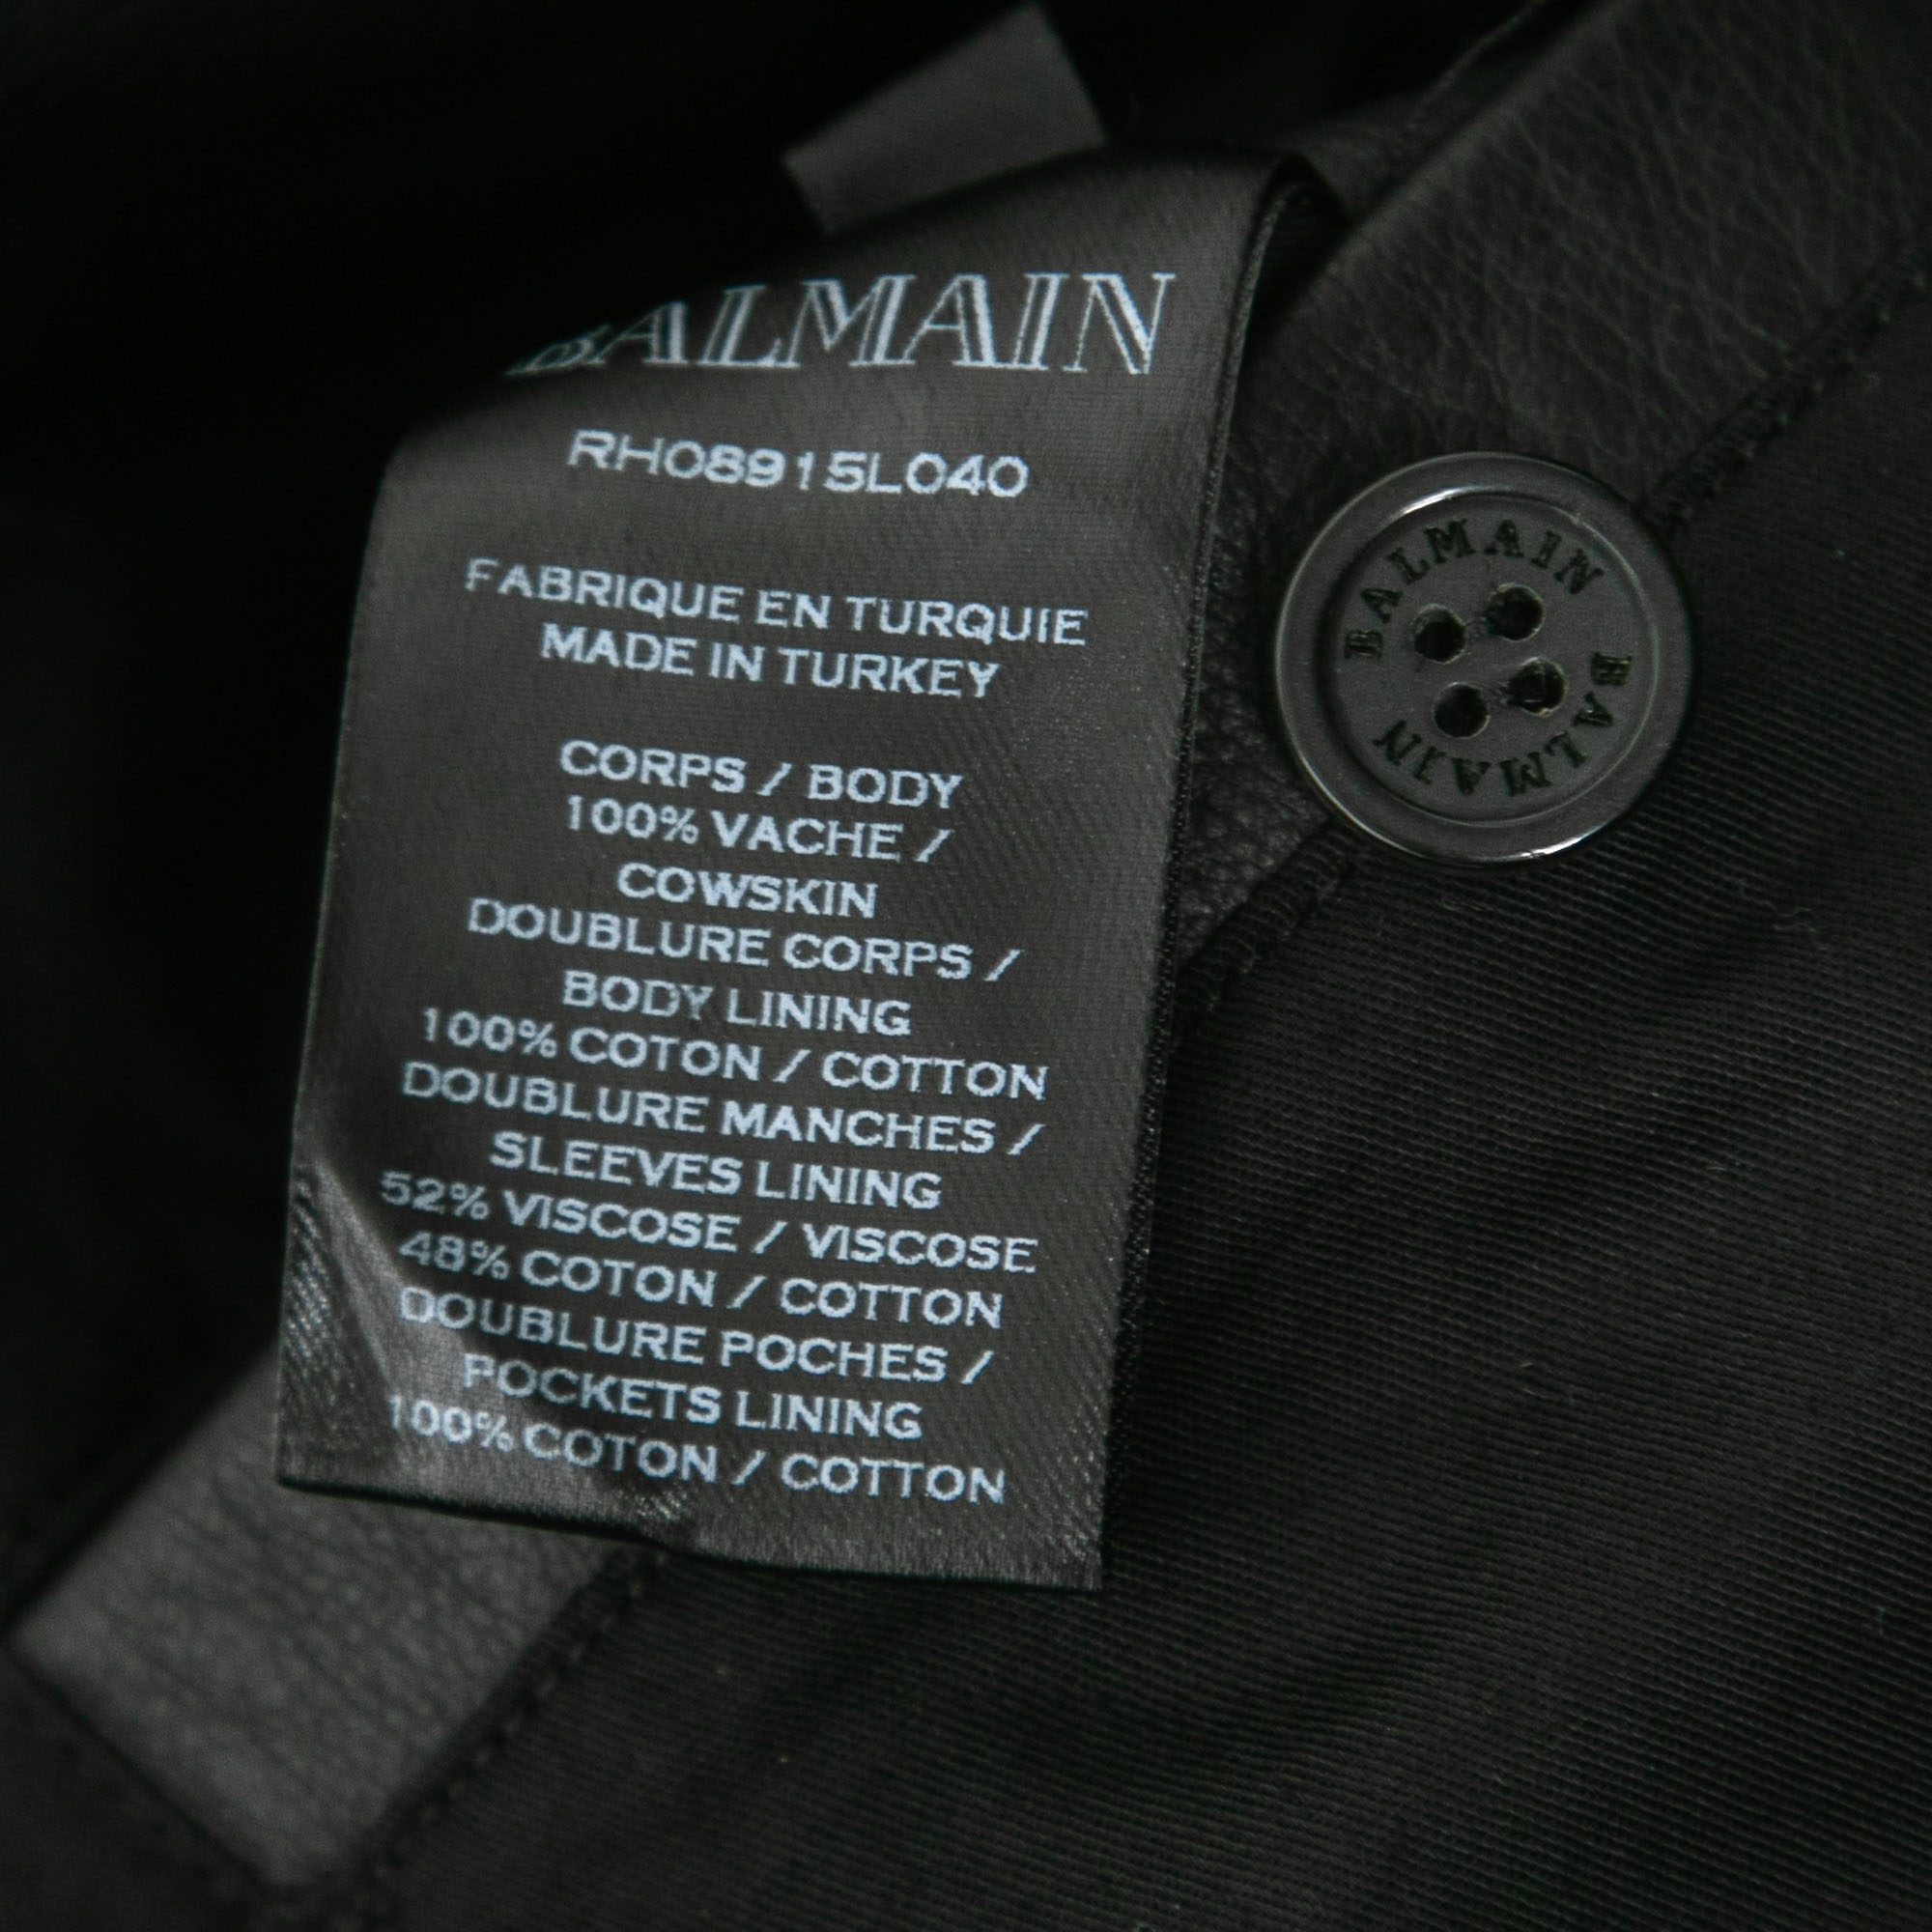 BALMAIN
RH08915L040
FABRIQUE EN TURQUIE
MADE IN TURKEY
CORPS / BODY
100% VACHE /
COWSKIN
DOUBLURE CORPS /
BODY LINING
100% COTON / COTTON
DOUBLURE MANCHES /
SLEEVES LINING
52% VISCOSE / VISCOSE
48% COTON / COTTON
DOUBLURE POCHES /
POCKETS LINING
100% COTON / COTTON
BALMAIN
BALMAIN